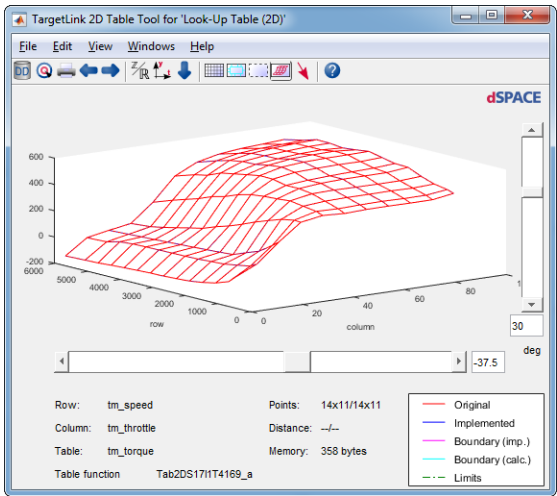 TargetLink 2D Table Tool for 'Look-Up Table (2D)'
File Edit View Windows Help
DD Z/R x y ?
dSPACE
600
400
200
0
-200
6000 5000 4000 3000 2000 1000 0
0 20 40 60 80
row column
30
deg
-37.5
Row: tm_speed Points: 14x11/14x11
Column: tm_throttle Distance: --/--
Table: tm_torque Memory: 358 bytes
Table function Tab2DS17I1T4169_a
Original
Implemented
Boundary (imp.)
Boundary (calc.)
Limits